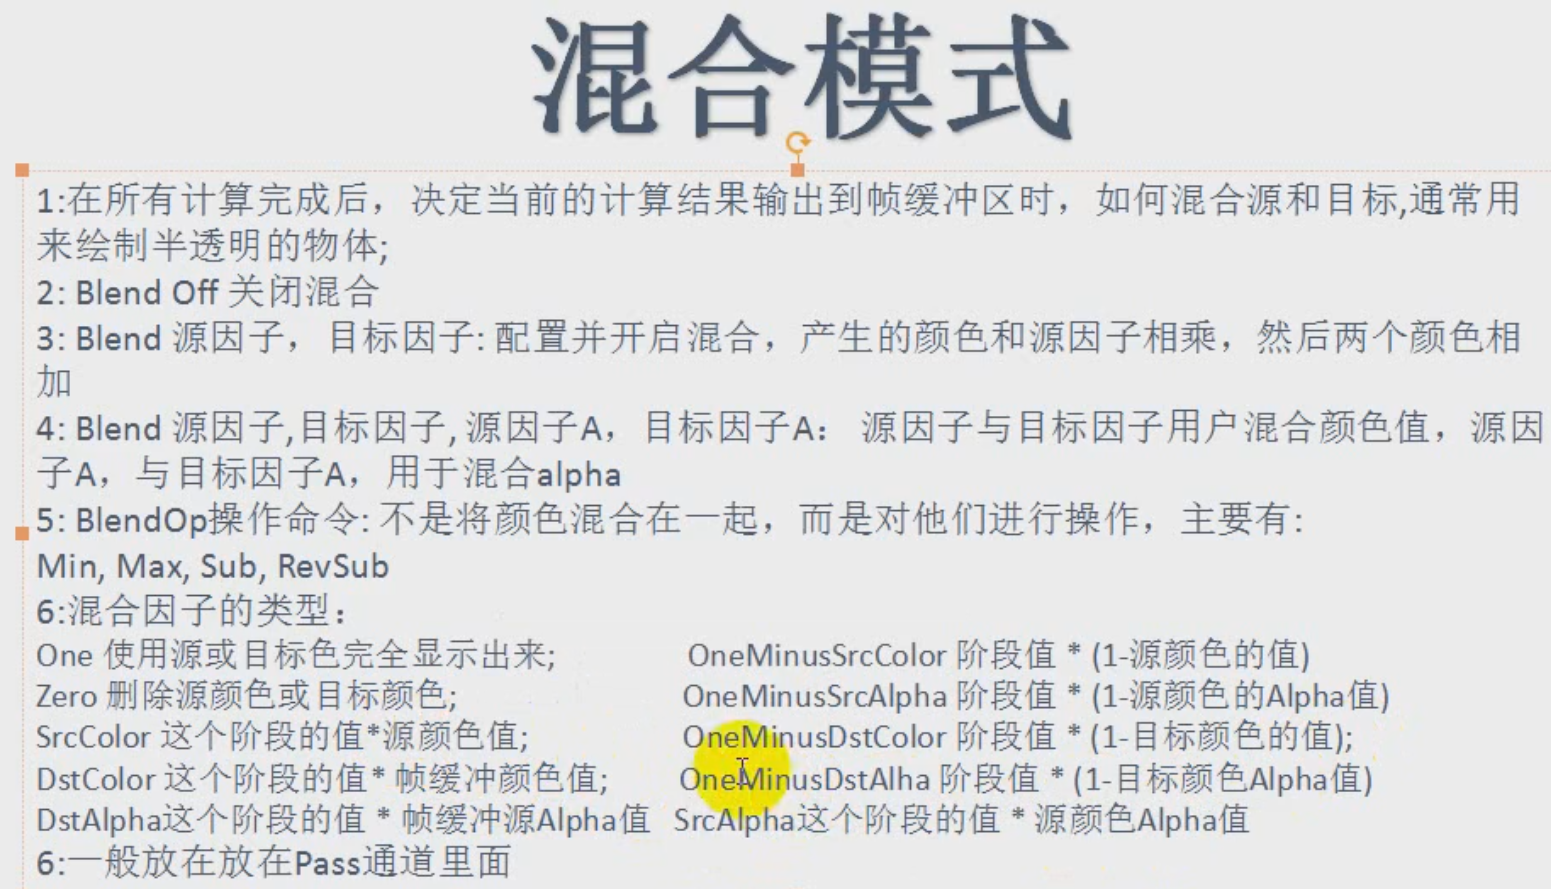 混合模式
1:在所有计算完成后，决定当前的计算结果输出到帧缓冲区时，如何混合源和目标,通常用
来绘制半透明的物体;
2: Blend Off 关闭混合
3: Blend 源因子，目标因子: 配置并开启混合，产生的颜色和源因子相乘，然后两个颜色相
加
4: Blend 源因子,目标因子, 源因子A，目标因子A： 源因子与目标因子用户混合颜色值，源因
子A，与目标因子A，用于混合alpha
5: BlendOp操作命令: 不是将颜色混合在一起，而是对他们进行操作，主要有:
Min, Max, Sub, RevSub
6:混合因子的类型：
One 使用源或目标色完全显示出来; OneMinusSrcColor 阶段值 * (1-源颜色的值)
Zero 删除源颜色或目标颜色; OneMinusSrcAlpha 阶段值 * (1-源颜色的Alpha值)
SrcColor 这个阶段的值*源颜色值; OneMinusDstColor 阶段值 * (1-目标颜色的值);
DstColor 这个阶段的值* 帧缓冲颜色值; OneMinusDstAlha 阶段值 * (1-目标颜色Alpha值)
DstAlpha这个阶段的值 * 帧缓冲源Alpha值 SrcAlpha这个阶段的值 * 源颜色Alpha值
6:一般放在放在Pass通道里面